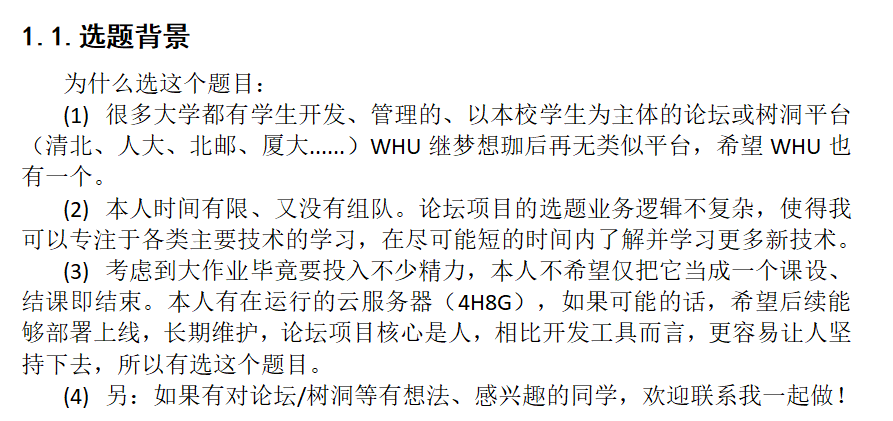 1.1.选题背景
为什么选这个题目：
(1) 很多大学都有学生开发、管理的、以本校学生为主体的论坛或树洞平台
（清北、人大、北邮、厦大……）WHU 继梦想珈后再无类似平台，希望 WHU 也
有一个。
(2) 本人时间有限、又没有组队。论坛项目的选题业务逻辑不复杂，使得我
可以专注于各类主要技术的学习，在尽可能短的时间内了解并学习更多新技术。
(3) 考虑到大作业毕竟要投入不少精力，本人不希望仅把它当成一个课设、
结课即结束。本人有在运行的云服务器（4H8G），如果可能的话，希望后续能
够部署上线，长期维护，论坛项目核心是人，相比开发工具而言，更容易让人坚
持下去，所以有选这个题目。
(4) 另：如果有对论坛/树洞等有想法、感兴趣的同学，欢迎联系我一起做！